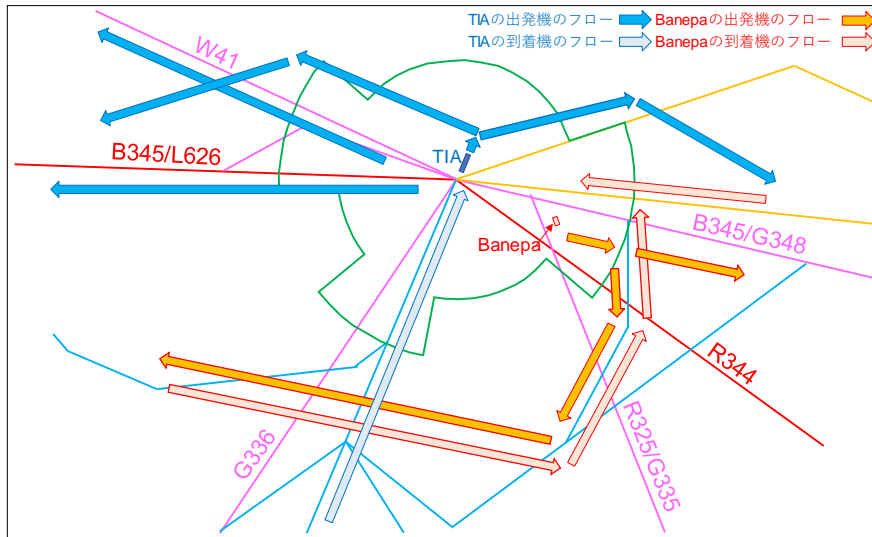 TIAの出発機のフロー Banepaの出発機のフロー
TIAの到着機のフロー Banepaの到着機のフロー
W41
B345/L626
TIA
B345/G348
Banepa
R344
R325/G335
G336